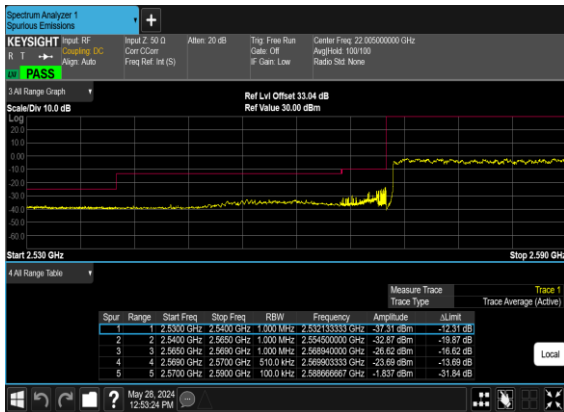 Spectrum Analyzer 1
Spurious Emissions
KEYSIGHT Input: RF Input Z: 50 Ω Atten: 20 dB Trig: Free Run Center Freq: 22.005000000 GHz
R T Coupling: DC Corr CCorr Gate: Off Avg|Hold: 100/100
Align: Auto Freq Ref: Int (S) IF Gain: Low Radio Std: None
PASS
3 All Range Graph
Ref Lvl Offset 33.04 dB
Scale/Div 10.0 dB Ref Value 30.00 dBm
Log
20.0
10.0
0.00
-10.0
-20.0
-30.0
-40.0
-50.0
-60.0
Start 2.530 GHz Stop 2.590 GHz
4 All Range Table
Measure Trace Trace 1
Trace Type Trace Average (Active)
Spur Range Start Freq Stop Freq RBW Frequency Amplitude ΔLimit
1 1 2.5300 GHz 2.5400 GHz 1.000 MHz 2.532133333 GHz -37.31 dBm -12.31 dB
2 2 2.5400 GHz 2.5650 GHz 1.000 MHz 2.554500000 GHz -32.87 dBm -19.87 dB
3 3 2.5650 GHz 2.5690 GHz 1.000 MHz 2.568940000 GHz -26.62 dBm -16.62 dB
4 4 2.5690 GHz 2.5700 GHz 510.0 kHz 2.569903333 GHz -23.69 dBm -13.69 dB
5 5 2.5700 GHz 2.5900 GHz 100.0 kHz 2.588666667 GHz -1.837 dBm -31.84 dB
Local
May 28, 2024
12:53:24 PM